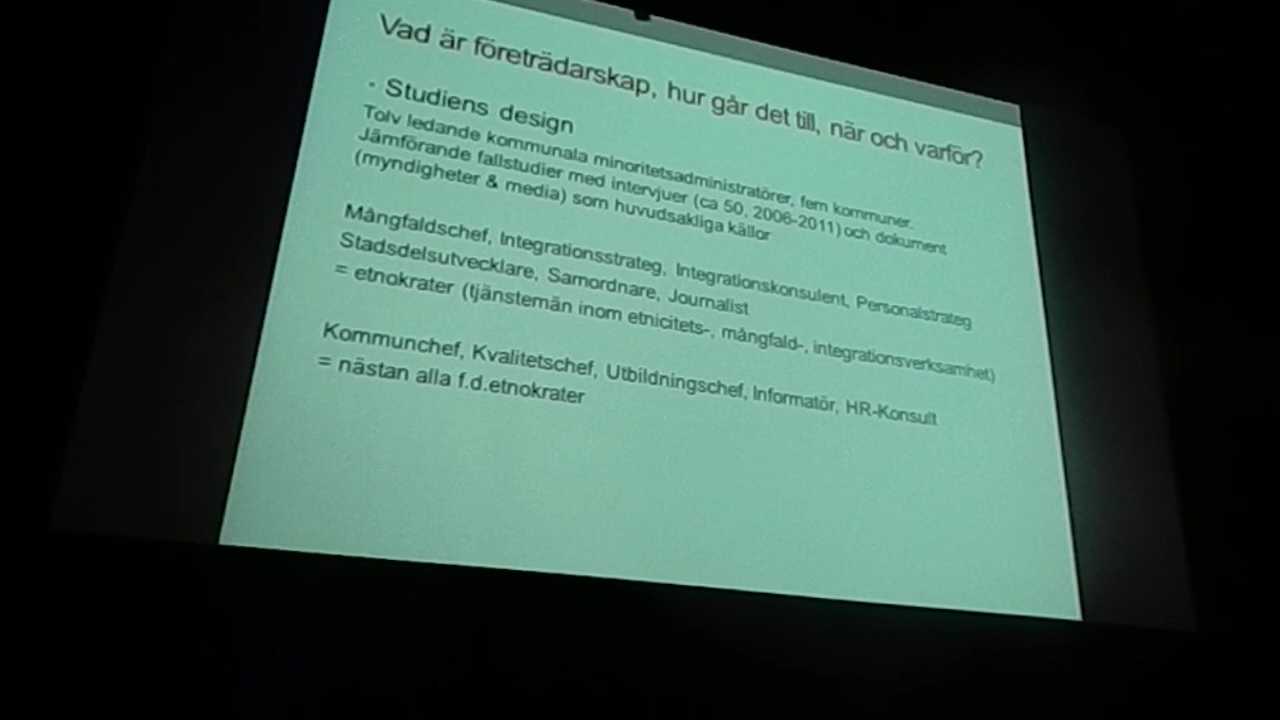 Vad är företrädarskap, hur går det till, när och varför?
· Studiens design
Tolv ledande kommunala minoritetsadministratörer, fem kommuner.
Jämförande fallstudier med intervjuer (ca 50, 2006-2011) och dokument
(myndigheter & media) som huvudsakliga källor
Mångfaldschef, Integrationsstrateg, Integrationskonsulent, Personalstrateg
Stadsdelsutvecklare, Samordnare, Journalist
= etnokrater (tjänstemän inom etnicitets-, mångfald-, integrationsverksamhet)
Kommunchef, Kvalitetschef, Utbildningschef, Informatör, HR-Konsult
= nästan alla f.d.etnokrater